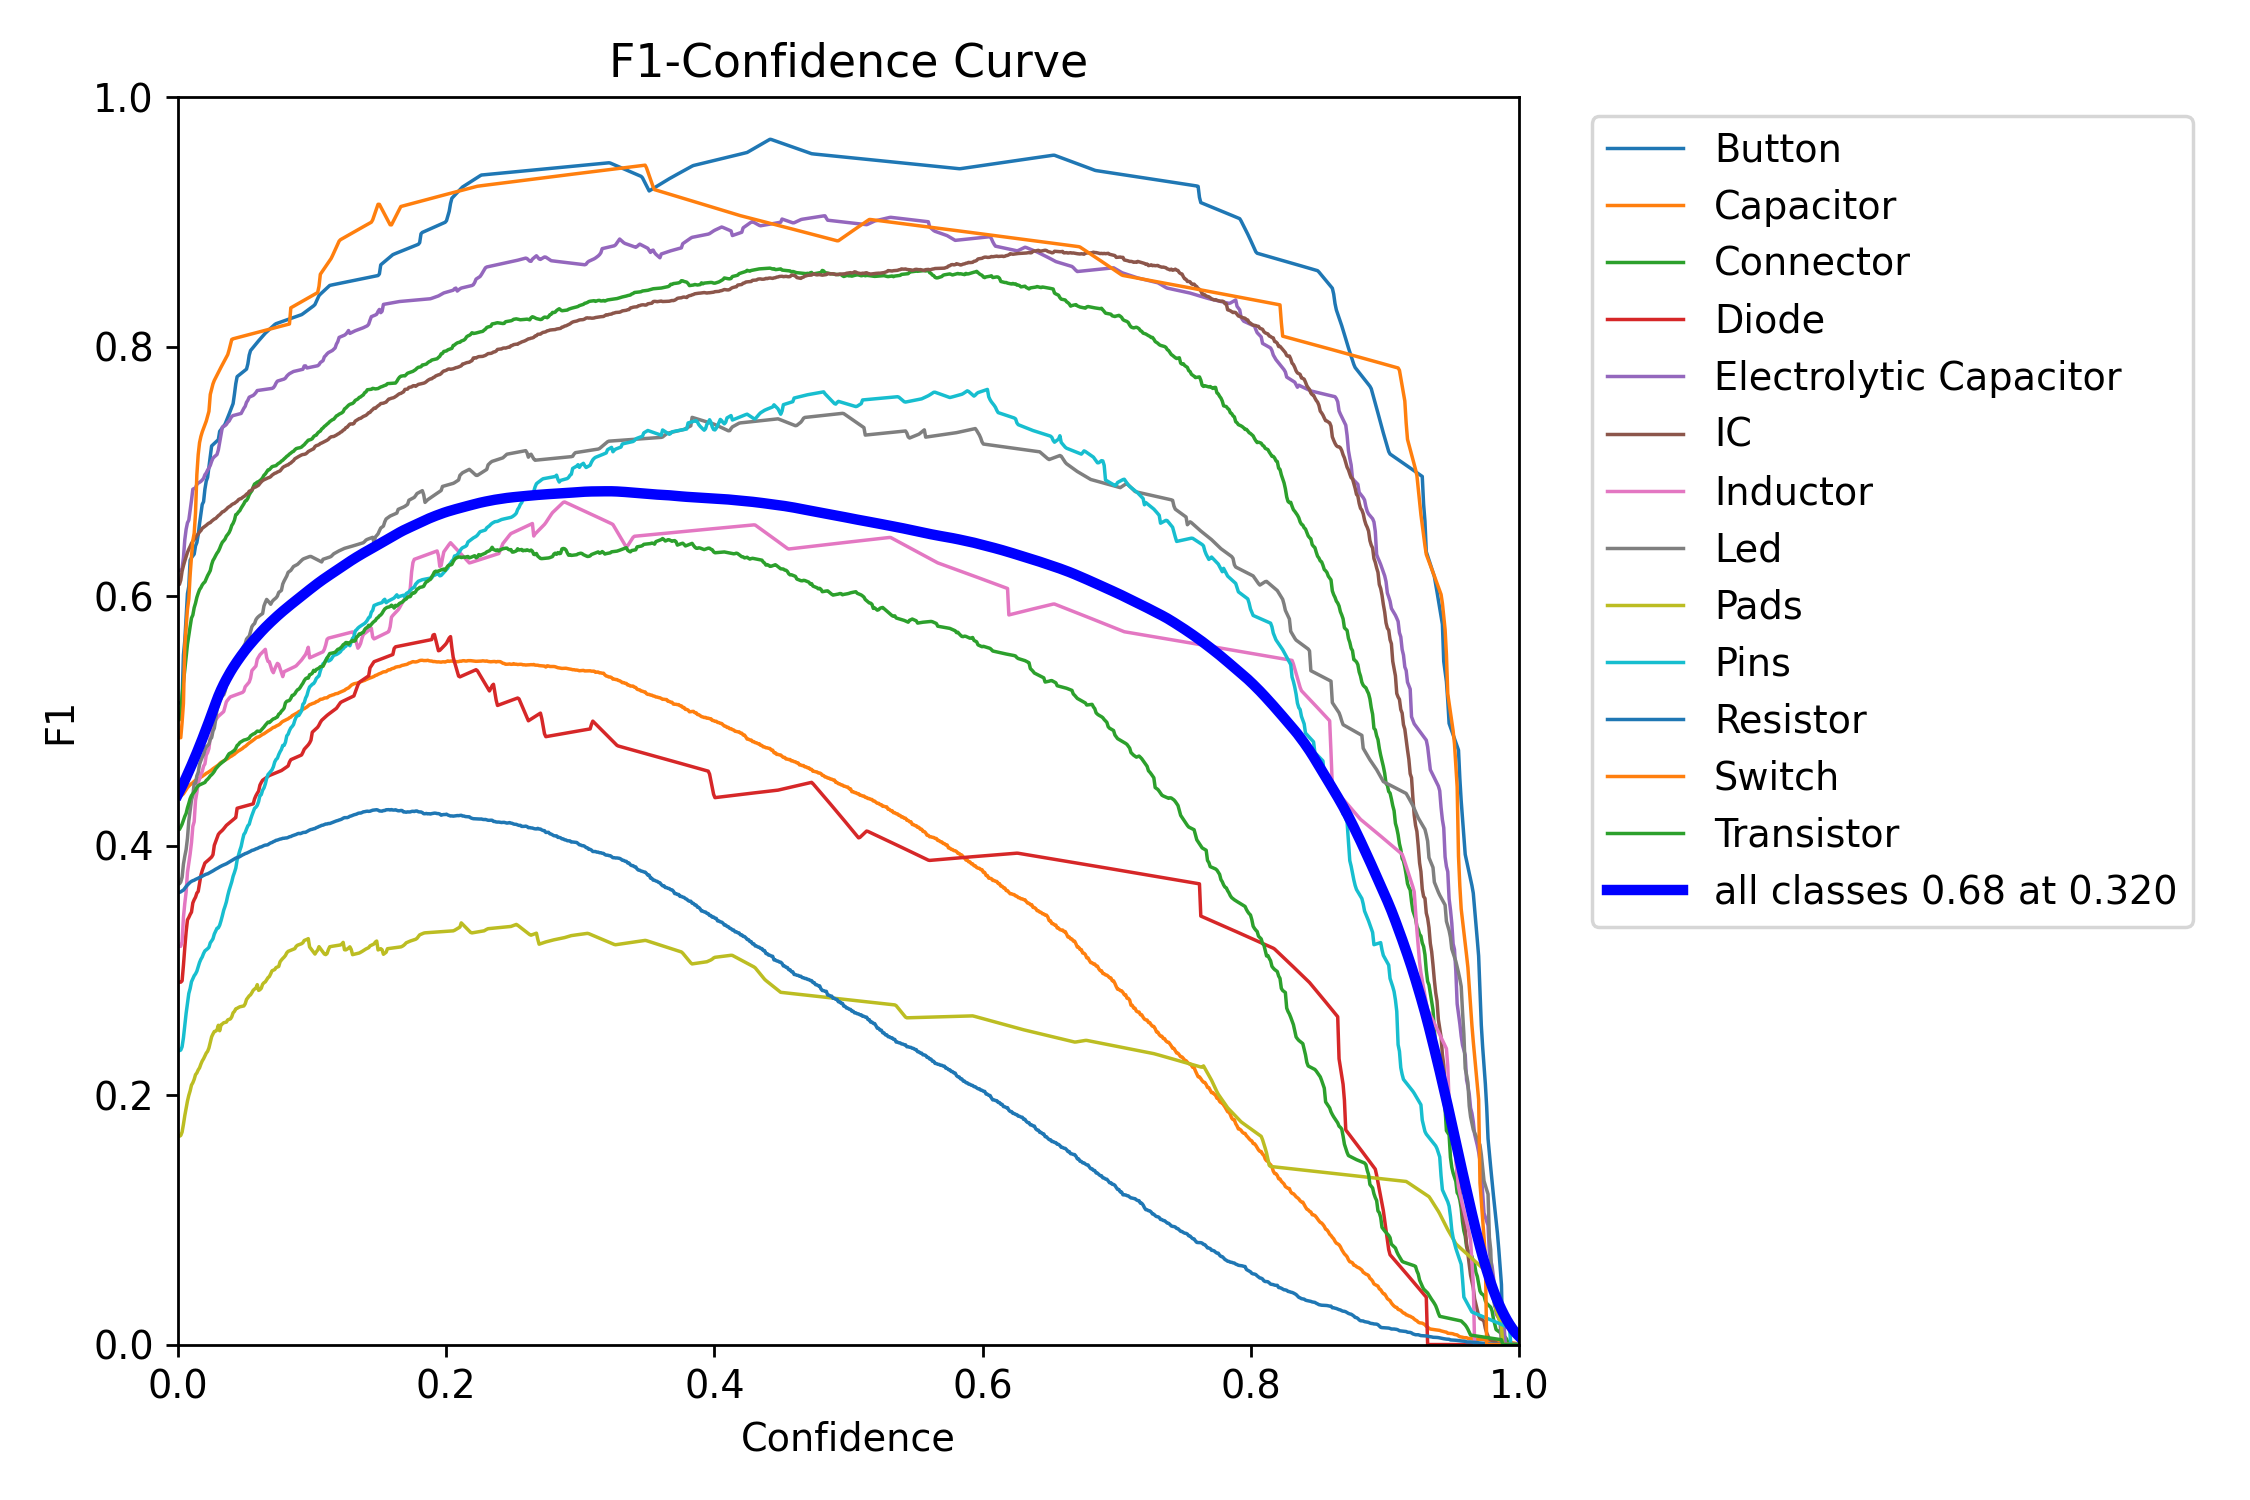 F1-Confidence Curve
1.0
0.8
0.6
0.4
0.2
0.0
F1
0.0 0.2 0.4 0.6 0.8 1.0
Confidence
Button
Capacitor
Connector
Diode
Electrolytic Capacitor
IC
Inductor
Led
Pads
Pins
Resistor
Switch
Transistor
all classes 0.68 at 0.320